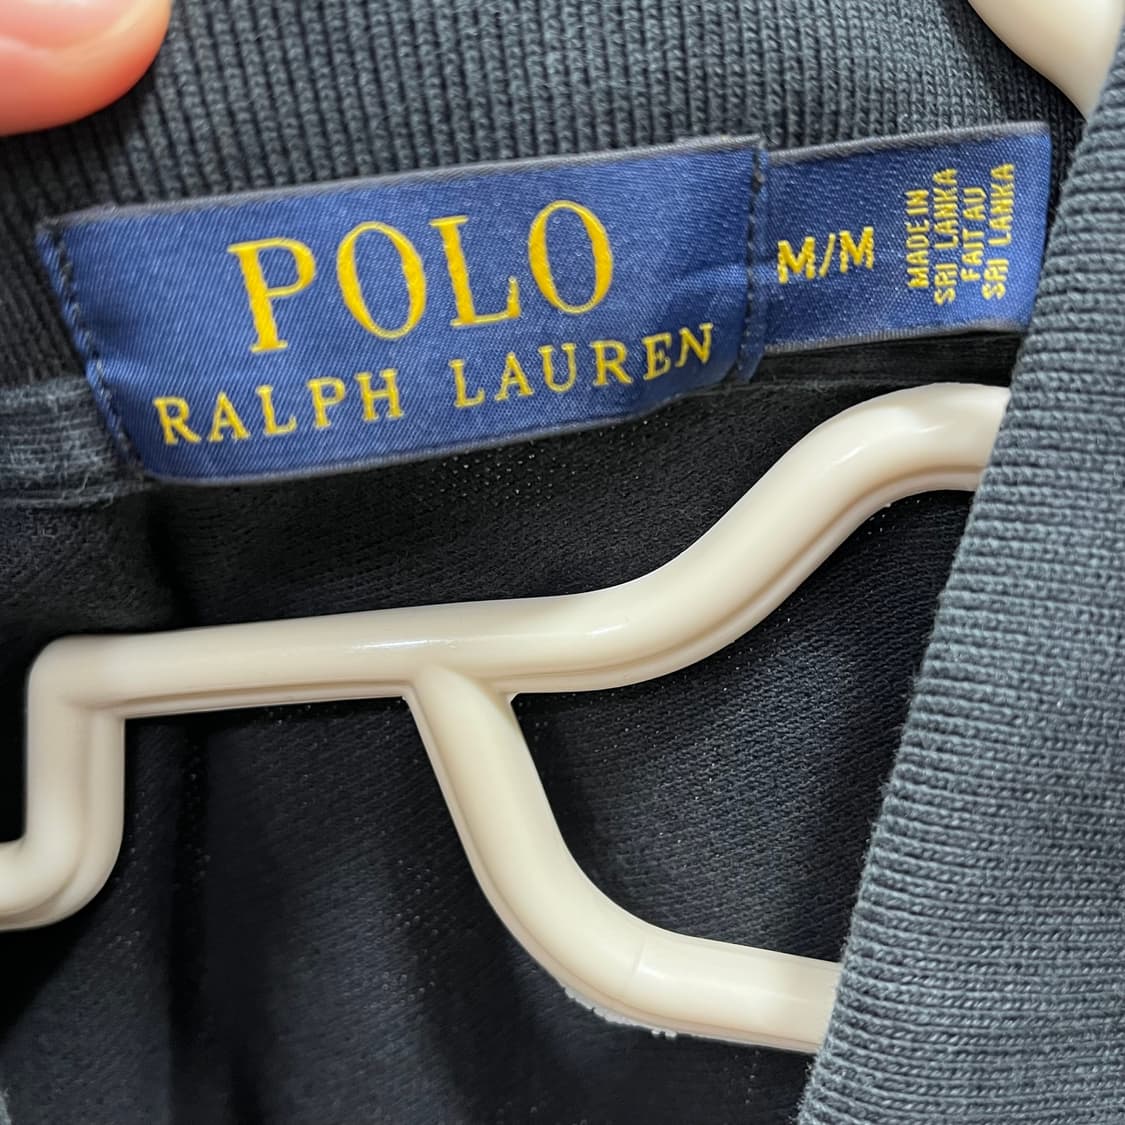 POLO
RALPH LAUREN
M/M
MADE IN
SRI LANKA
FAIT AU
SRI LANKA